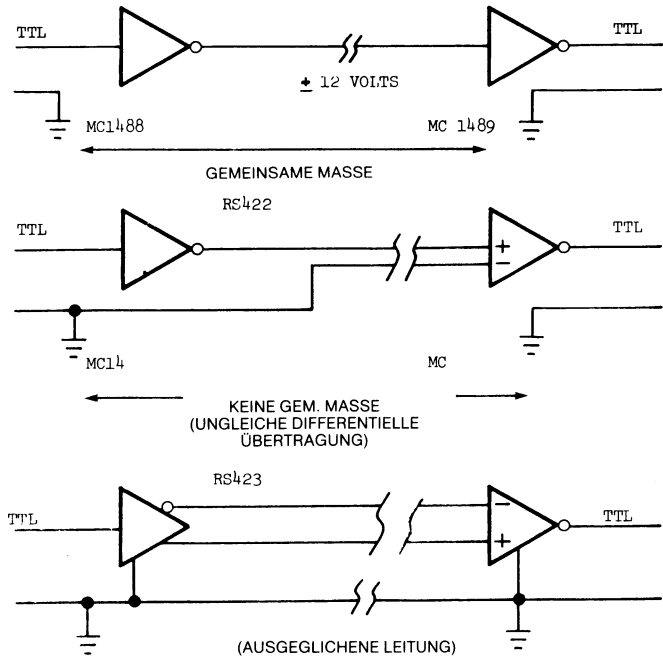 TTL TTL
± 12 VOLTS
MC1488 MC 1489
GEMEINSAME MASSE
RS422
TTL TTL
+
−
MC14 MC
KEINE GEM. MASSE
(UNGLEICHE DIFFERENTIELLE
ÜBERTRAGUNG)
RS423
−
TTL TTL
+
(AUSGEGLICHENE LEITUNG)